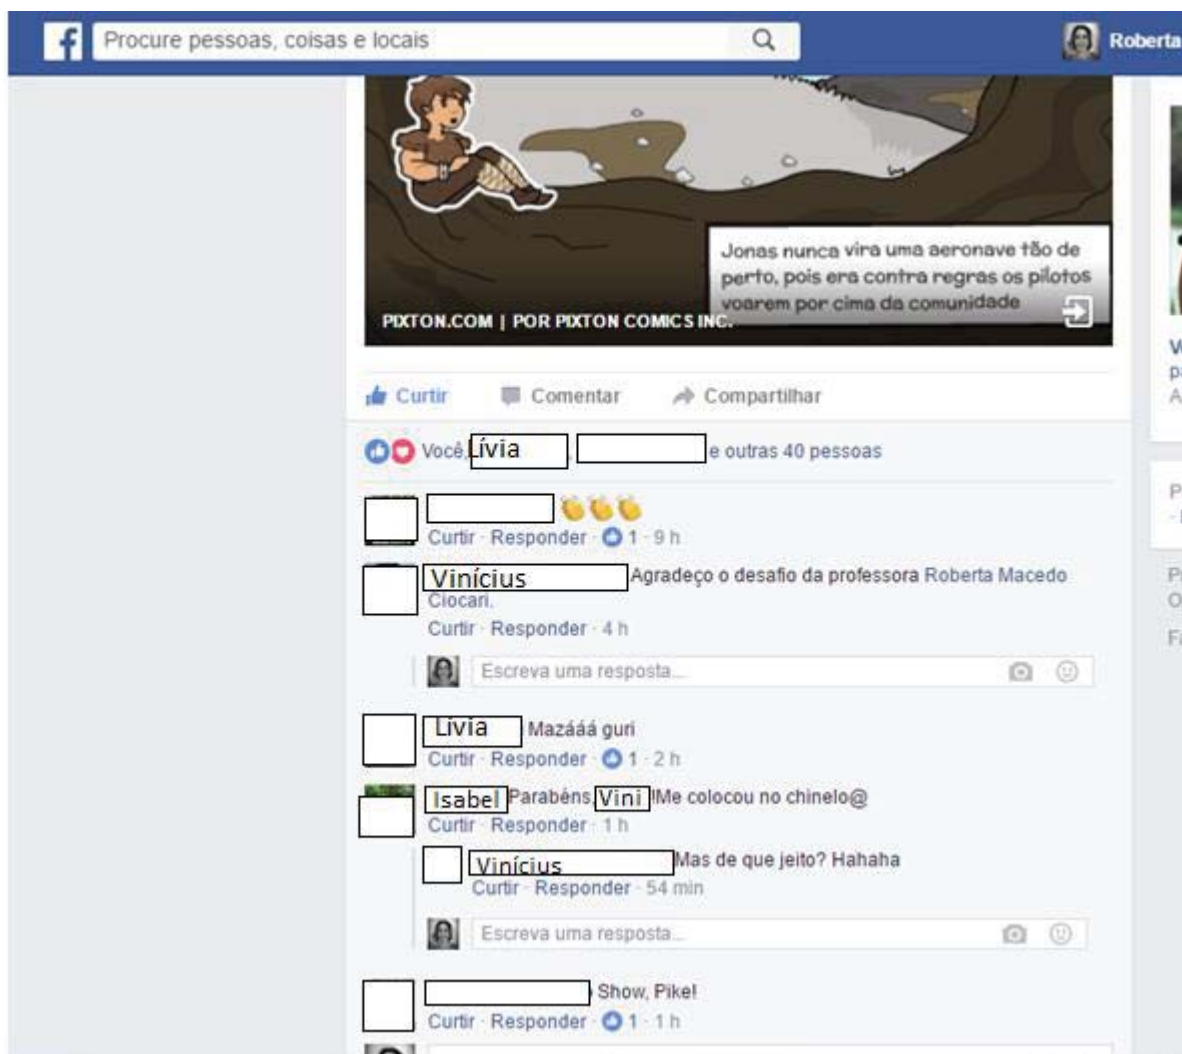 f Procure pessoas, coisas e locais Roberta
Jonas nunca vira uma aeronave tão de
perto, pois era contra regras os pilotos
voarem por cima da comunidade
PIXTON.COM | POR PIXTON COMICS INC.
Curtir Comentar Compartilhar
Você, Lívia, e outras 40 pessoas
Curtir · Responder · 1 · 9 h
Vinícius Agradeço o desafio da professora Roberta Macedo
Ciocari.
Curtir · Responder · 4 h
Escreva uma resposta...
Lívia Mazááá guri
Curtir · Responder · 1 · 2 h
Isabel Parabéns, Vini !Me colocou no chinelo@
Curtir · Responder · 1 h
Vinícius Mas de que jeito? Hahaha
Curtir · Responder · 54 min
Escreva uma resposta...
Show, Pike!
Curtir · Responder · 1 · 1 h